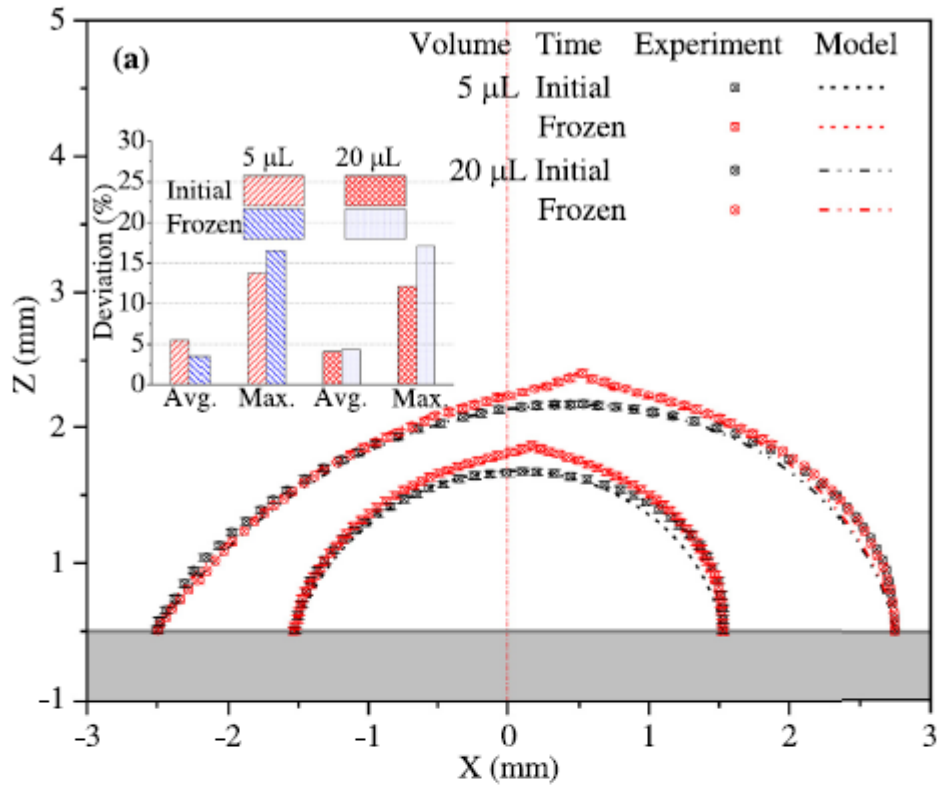 (a)
Volume Time Experiment Model
5 μL Initial
Frozen
20 μL Initial
Frozen
5 μL 20 μL
Initial
Frozen
Deviation (%)
30
25
20
15
10
5
0
Avg. Max. Avg. Max.
Z (mm)
5
4
3
2
1
0
-1
-3 -2 -1 0 1 2 3
X (mm)